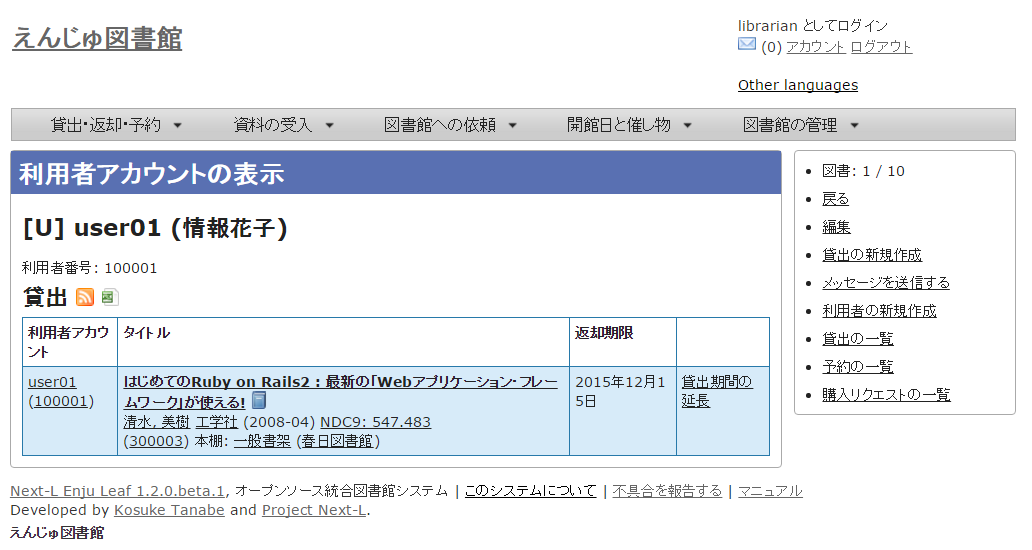 えんじゅ図書館
librarian としてログイン
(0) アカウント ログアウト
Other languages
貸出・返却・予約 ▼ 資料の受入 ▼ 図書館への依頼 ▼ 開館日と催し物 ▼ 図書館の管理 ▼
利用者アカウントの表示
[U] user01 (情報花子)
利用者番号: 100001
貸出
利用者アカウ
ント
タイトル
返却期限
user01
(100001)
はじめてのRuby on Rails2 : 最新の「Webアプリケーション・フレー
ムワーク」が使える!
清水, 美樹 工学社 (2008-04) NDC9: 547.483
(300003) 本棚: 一般書架 (春日図書館)
2015年12月1
5日
貸出期間の
延長
• 図書: 1 / 10
• 戻る
• 編集
• 貸出の新規作成
• メッセージを送信する
• 利用者の新規作成
• 貸出の一覧
• 予約の一覧
• 購入リクエストの一覧
Next-L Enju Leaf 1.2.0.beta.1, オープンソース統合図書館システム | このシステムについて | 不具合を報告する | マニュアル
Developed by Kosuke Tanabe and Project Next-L.
えんじゅ図書館